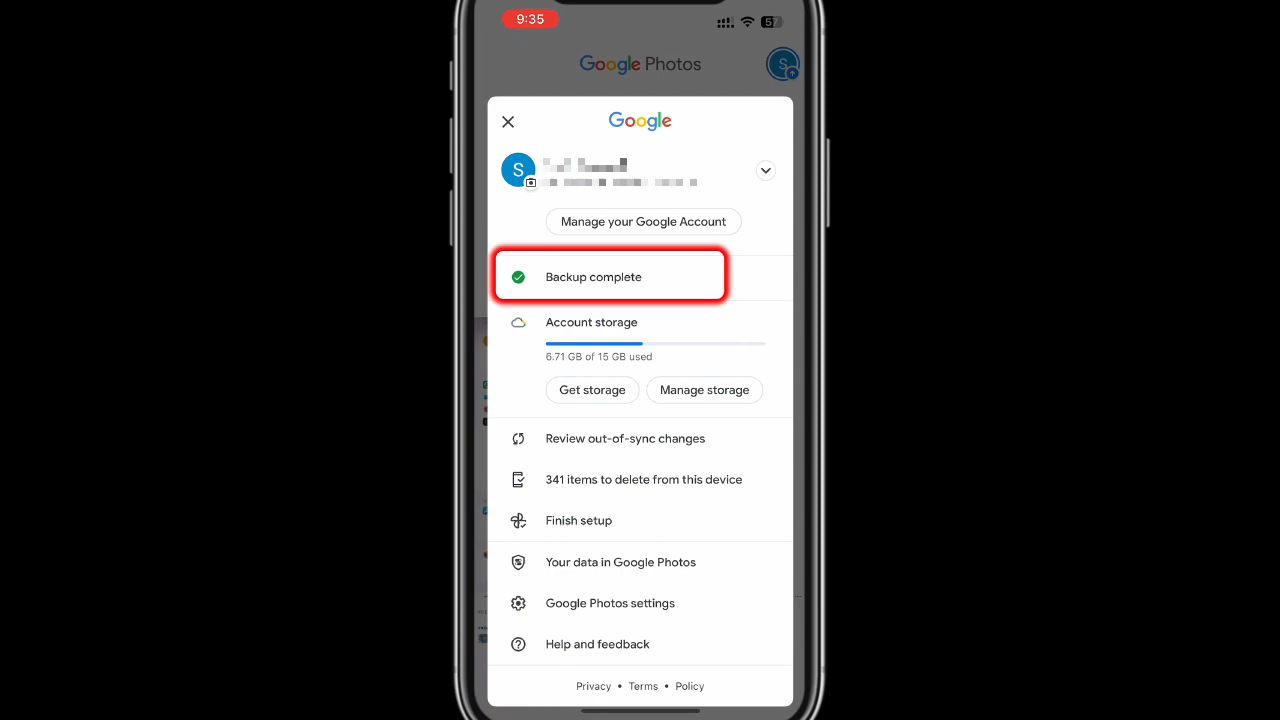 9:35
57
Google Photos
S
Google
S
Manage your Google Account
Backup complete
Account storage
6.71 GB of 15 GB used
Get storage
Manage storage
Review out-of-sync changes
341 items to delete from this device
Finish setup
Your data in Google Photos
Google Photos settings
Help and feedback
Privacy • Terms • Policy